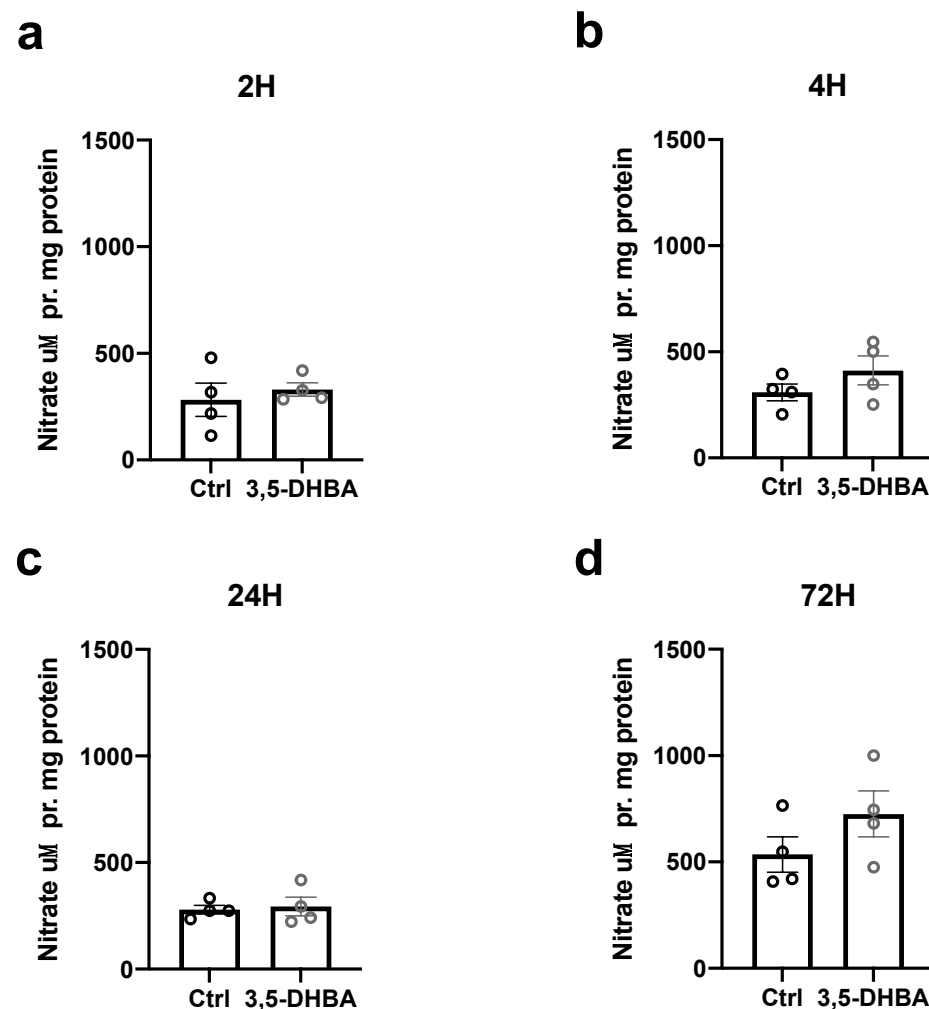 a
2H
Nitrate uM pr. mg protein
1500
1000
500
0
Ctrl 3,5-DHBA
b
4H
Nitrate uM pr. mg protein
1500
1000
500
0
Ctrl 3,5-DHBA
c
24H
Nitrate uM pr. mg protein
1500
1000
500
0
Ctrl 3,5-DHBA
d
72H
Nitrate uM pr. mg protein
1500
1000
500
0
Ctrl 3,5-DHBA